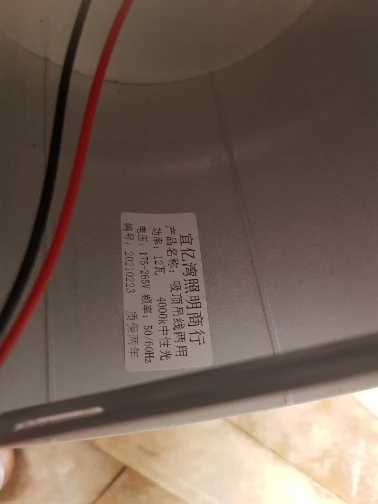 宜亿湾照明商行
产品名称：吸顶吊线两用
功率：12瓦 4000k中性光
电压：175-265V 频率：50/60Hz
编号：20210223 质保两年